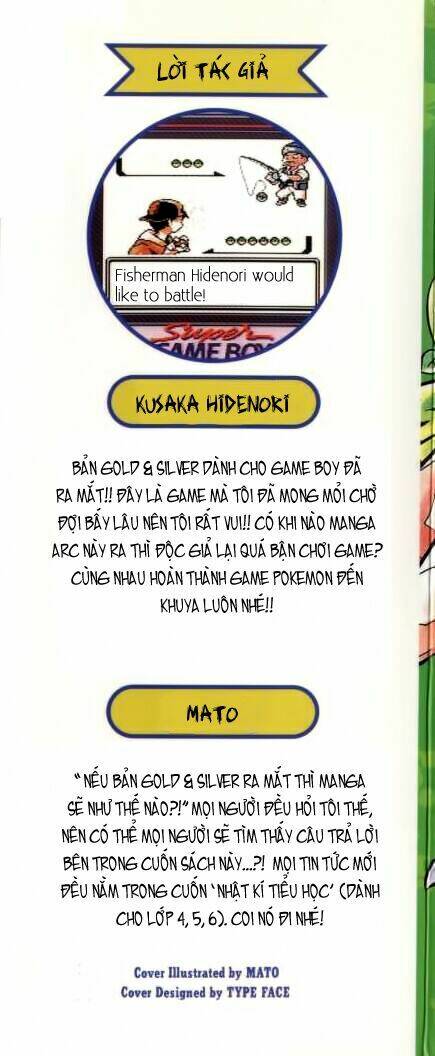 LỜI TÁC GIẢ
Fisherman Hidenori would
like to battle!
Super
GAME BOY
KUSAKA HIDENORI
BẢN GOLD & SILVER DÀNH CHO GAME BOY ĐÃ
RA MẮT!! ĐÂY LÀ GAME MÀ TÔI ĐÃ MONG MỎI CHỜ
ĐỢI BẤY LÂU NÊN TÔI RẤT VUI!! CÓ KHI NÀO MANGA
ARC NÀY RA THÌ ĐỘC GIẢ LẠI QUÁ BẬN CHƠI GAME?
CÙNG NHAU HOÀN THÀNH GAME POKEMON ĐẾN
KHUYA LUÔN NHÉ!!
MATO
"NẾU BẢN GOLD & SILVER RA MẮT THÌ MANGA
SẼ NHƯ THẾ NÀO?!" MỌI NGƯỜI ĐỀU HỎI TÔI THẾ,
NÊN CÓ THỂ MỌI NGƯỜI SẼ TÌM THẤY CÂU TRẢ LỜI
BÊN TRONG CUỐN SÁCH NÀY...?! MỌI TIN TỨC MỚI
ĐỀU NẰM TRONG CUỐN 'NHẬT KÍ TIỂU HỌC' (DÀNH
CHO LỚP 4, 5, 6). COI NÓ ĐI NHÉ!
Cover Illustrated by MATO
Cover Designed by TYPE FACE